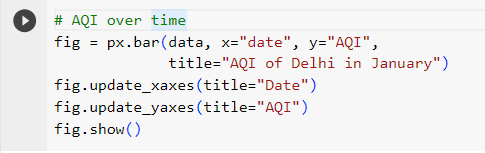 # AQI over time
fig = px.bar(data, x="date", y="AQI",
             title="AQI of Delhi in January")
fig.update_xaxes(title="Date")
fig.update_yaxes(title="AQI")
fig.show()